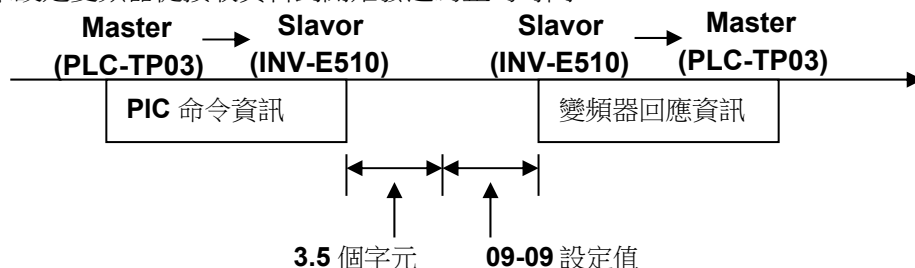 Master → Slavor
(PLC-TP03) (INV-E510)
Slavor → Master
(INV-E510) (PLC-TP03)
PIC 命令資訊
變頻器回應資訊
3.5 個字元
09-09 設定值